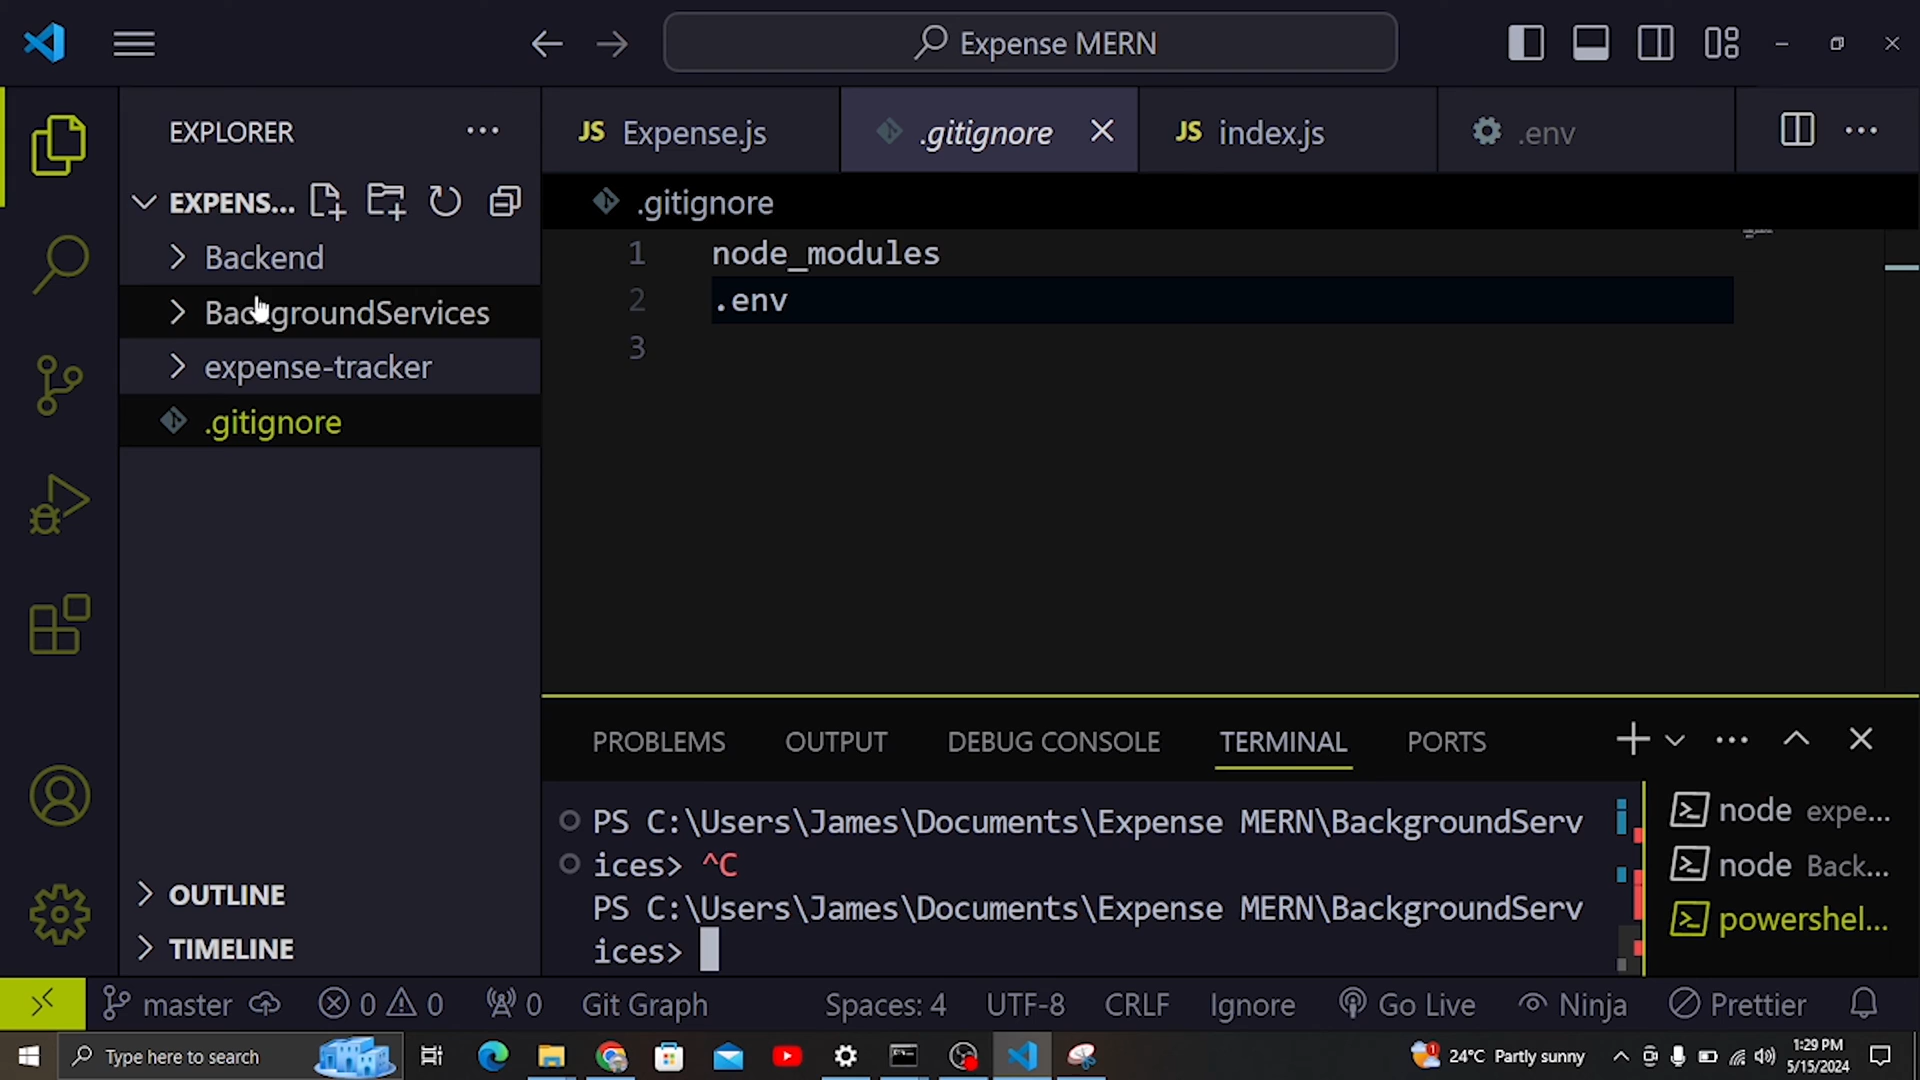 Expense MERN
EXPLORER
JS Expense.js
.gitignore
JS index.js
.env
EXPENS...
.gitignore
Backend
BackgroundServices
expense-tracker
.gitignore
1 node_modules
2 .env
3
PROBLEMS OUTPUT DEBUG CONSOLE TERMINAL PORTS
PS C:\Users\James\Documents\Expense MERN\BackgroundServ
ices> ^C
PS C:\Users\James\Documents\Expense MERN\BackgroundServ
ices>
node expe...
node Back...
powershel...
OUTLINE
TIMELINE
master 0 0 0 Git Graph Spaces: 4 UTF-8 CRLF Ignore Go Live Ninja Prettier
Type here to search
1
24°C Partly sunny
1:29 PM
5/15/2024